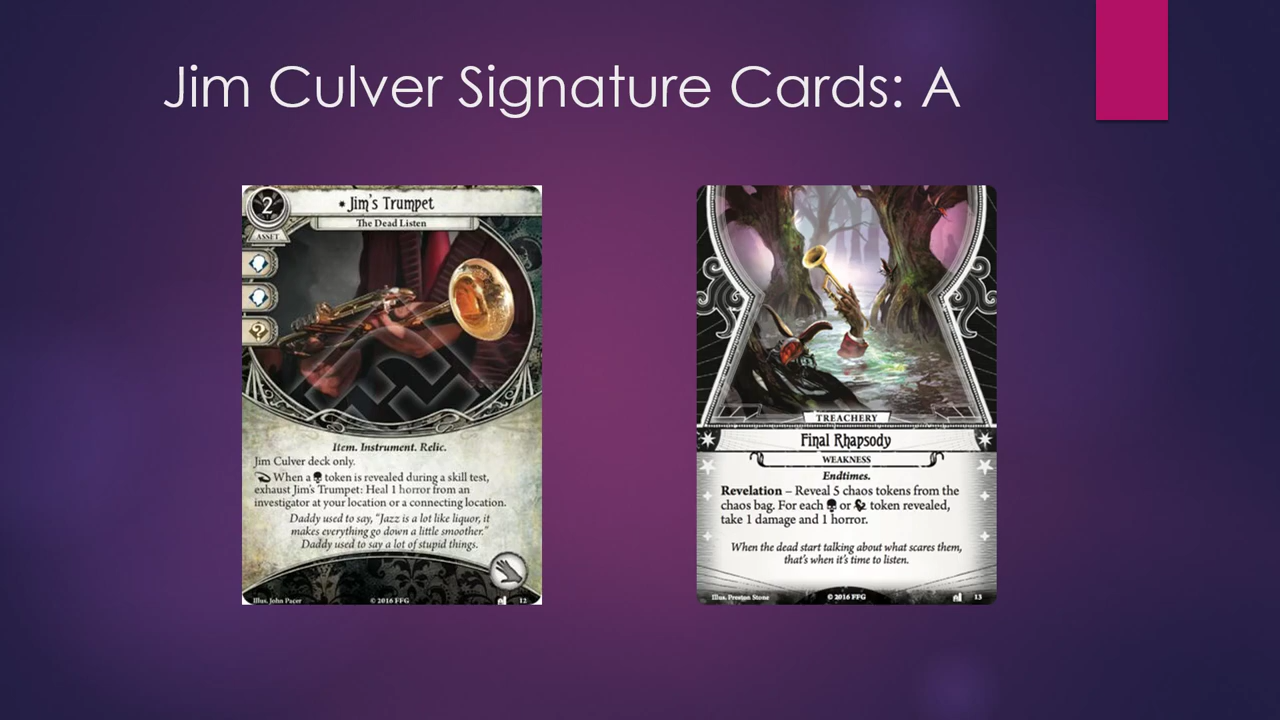 Jim Culver Signature Cards: A
2
Jim's Trumpet
The Dead Listen
ASSET
Item. Instrument. Relic.
Jim Culver deck only.
When a token is revealed during a skill test,
exhaust Jim's Trumpet: Heal 1 horror from an
investigator at your location or a connecting location.
Daddy used to say, “Jazz is a lot like liquor, it
makes everything go down a little smoother.”
Daddy used to say a lot of stupid things.
Illus. John Pacer © 2016 FFG 12
TREACHERY
Final Rhapsody
WEAKNESS
Endtimes.
Revelation – Reveal 5 chaos tokens from the
chaos bag. For each or token revealed,
take 1 damage and 1 horror.
When the dead start talking about what scares them,
that's when it's time to listen.
Illus. Preston Stone © 2016 FFG 13